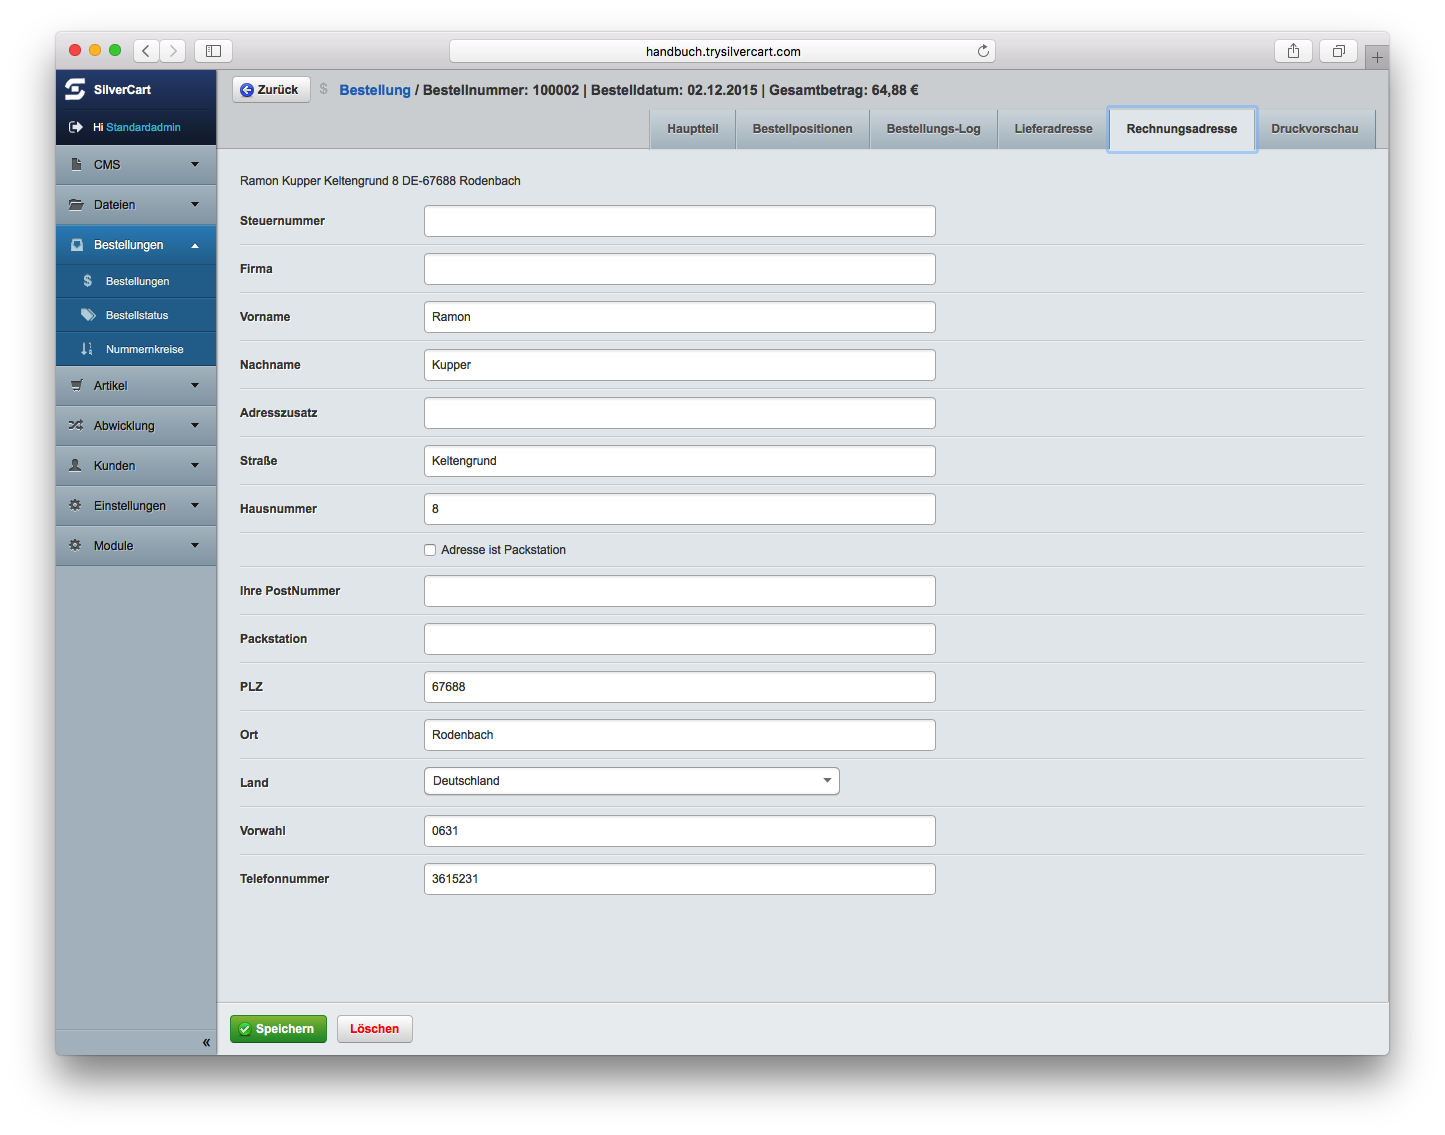 handbuch.trysilvercart.com
SilverCart
Hi Standardadmin
CMS
Dateien
Bestellungen
$ Bestellungen
Bestellstatus
Nummernkreise
Artikel
Abwicklung
Kunden
Einstellungen
Module
«
Zurück $ Bestellung / Bestellnummer: 100002 | Bestelldatum: 02.12.2015 | Gesamtbetrag: 64,88 €
Hauptteil Bestellpositionen Bestellungs-Log Lieferadresse Rechnungsadresse Druckvorschau
Ramon Kupper Keltengrund 8 DE-67688 Rodenbach
Steuernummer
Firma
Vorname Ramon
Nachname Kupper
Adresszusatz
Straße Keltengrund
Hausnummer 8
Adresse ist Packstation
Ihre PostNummer
Packstation
PLZ 67688
Ort Rodenbach
Land Deutschland
Vorwahl 0631
Telefonnummer 3615231
Speichern Löschen